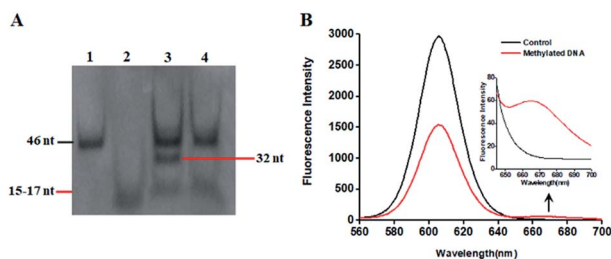 A
1 2 3 4
46 nt
32 nt
15-17 nt
B
Fluorescence Intensity
3000
2500
2000
1500
1000
500
0
560 580 600 620 640 660 680 700
Wavelength(nm)
Control
Methylated DNA
Fluorescence Intensity
80
60
40
20
0
650 660 670 680 690 700
Wavelength(nm)